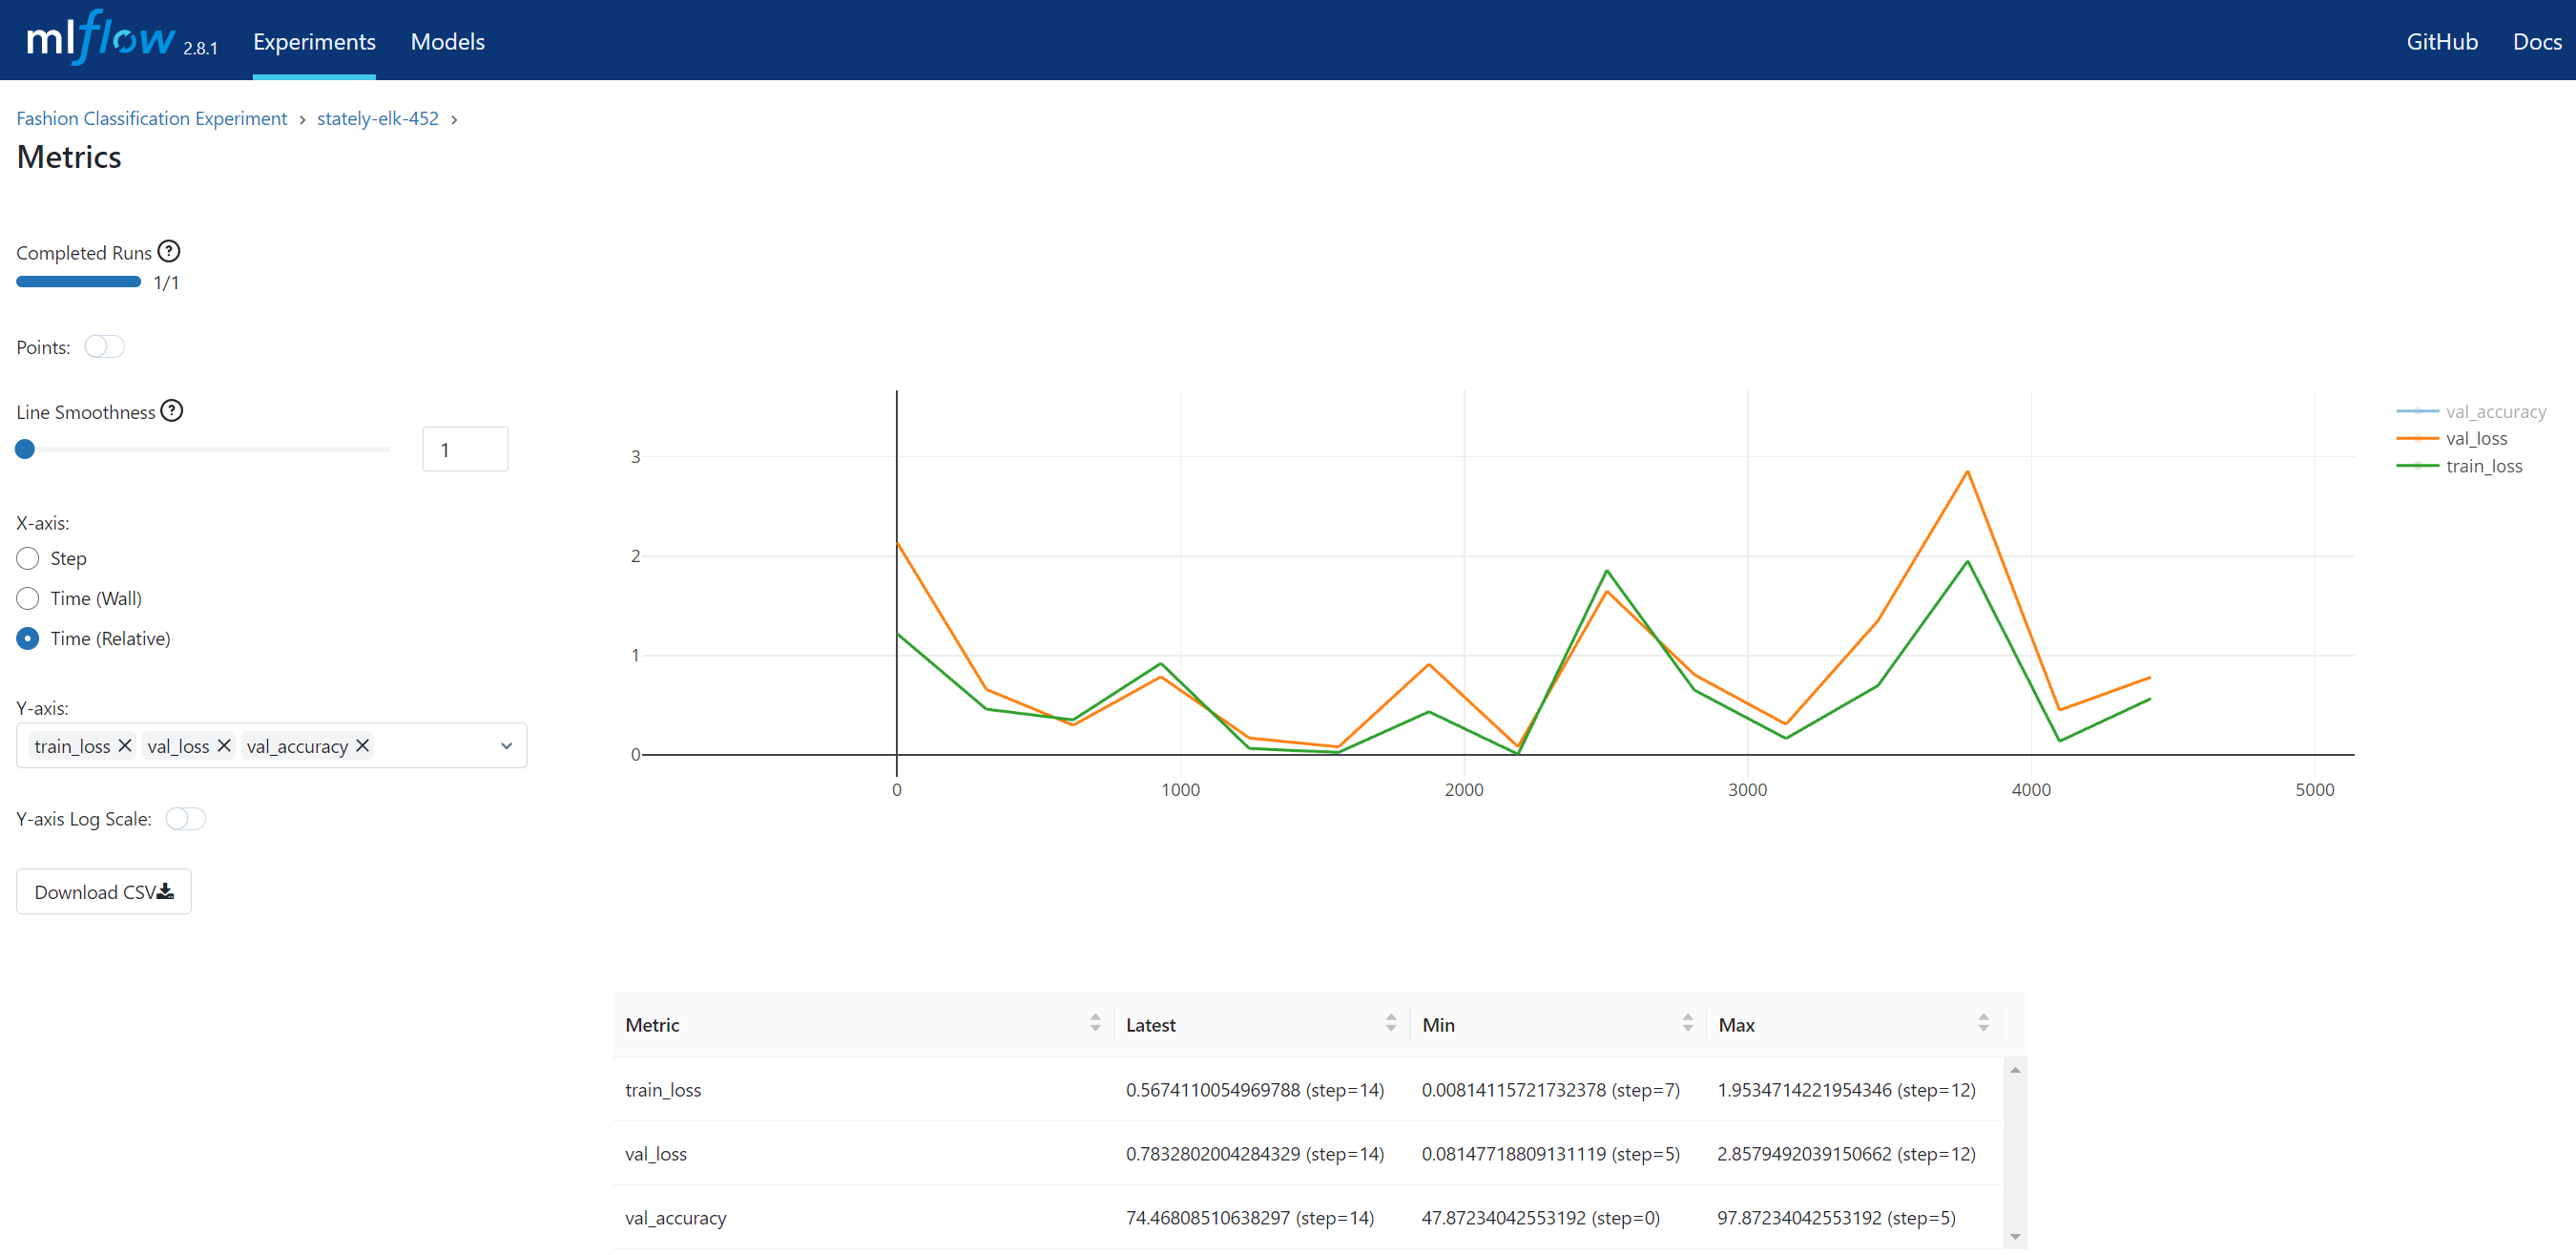 mlflow 2.8.1 Experiments Models GitHub Docs
Fashion Classification Experiment › stately-elk-452 ›
Metrics
Completed Runs ?
1/1
Points:
Line Smoothness ?
1
X-axis:
Step
Time (Wall)
Time (Relative)
Y-axis:
train_loss × val_loss × val_accuracy ×
Y-axis Log Scale:
Download CSV
3
2
1
0
0 1000 2000 3000 4000 5000
val_accuracy
val_loss
train_loss
Metric Latest Min Max
train_loss 0.5674110054969788 (step=14) 0.00814115721732378 (step=7) 1.9534714221954346 (step=12)
val_loss 0.7832802004284329 (step=14) 0.08147718809131119 (step=5) 2.8579492039150662 (step=12)
val_accuracy 74.46808510638297 (step=14) 47.87234042553192 (step=0) 97.87234042553192 (step=5)